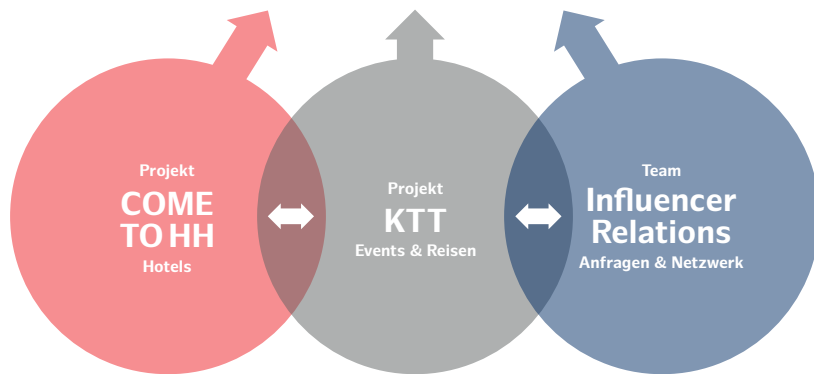 Projekt
COME
TO HH
Hotels
Projekt
KTT
Events & Reisen
Team
Influencer
Relations
Anfragen & Netzwerk